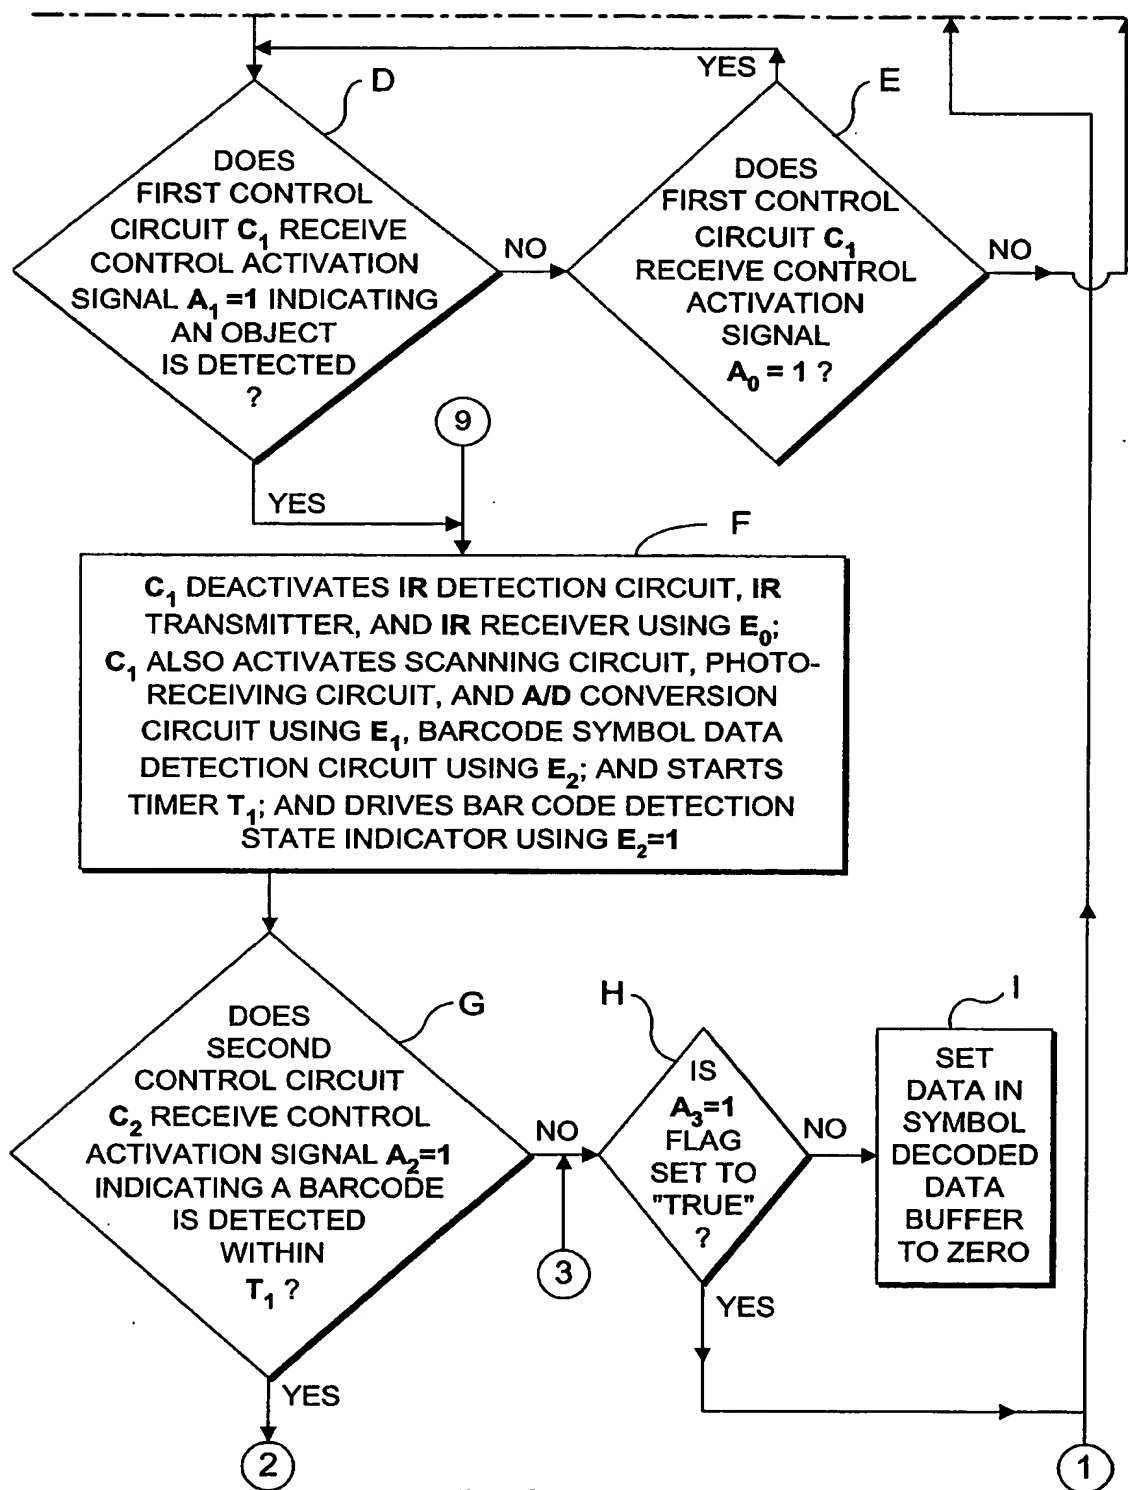 YES
D
E
DOES
FIRST CONTROL
CIRCUIT C₁ RECEIVE
CONTROL ACTIVATION
SIGNAL A₁ =1 INDICATING
AN OBJECT
IS DETECTED
?
NO
DOES
FIRST CONTROL
CIRCUIT C₁
RECEIVE CONTROL
ACTIVATION
SIGNAL
A₀ = 1 ?
NO
9
YES
F
C₁ DEACTIVATES IR DETECTION CIRCUIT, IR
TRANSMITTER, AND IR RECEIVER USING E₀;
C₁ ALSO ACTIVATES SCANNING CIRCUIT, PHOTO-
RECEIVING CIRCUIT, AND A/D CONVERSION
CIRCUIT USING E₁, BARCODE SYMBOL DATA
DETECTION CIRCUIT USING E₂; AND STARTS
TIMER T₁; AND DRIVES BAR CODE DETECTION
STATE INDICATOR USING E₂=1
G
H
I
DOES
SECOND
CONTROL CIRCUIT
C₂ RECEIVE CONTROL
ACTIVATION SIGNAL A₂=1
INDICATING A BARCODE
IS DETECTED
WITHIN
T₁ ?
NO
3
IS
A₃=1
FLAG
SET TO
"TRUE"
?
NO
SET
DATA IN
SYMBOL
DECODED
DATA
BUFFER
TO ZERO
YES
YES
2
1